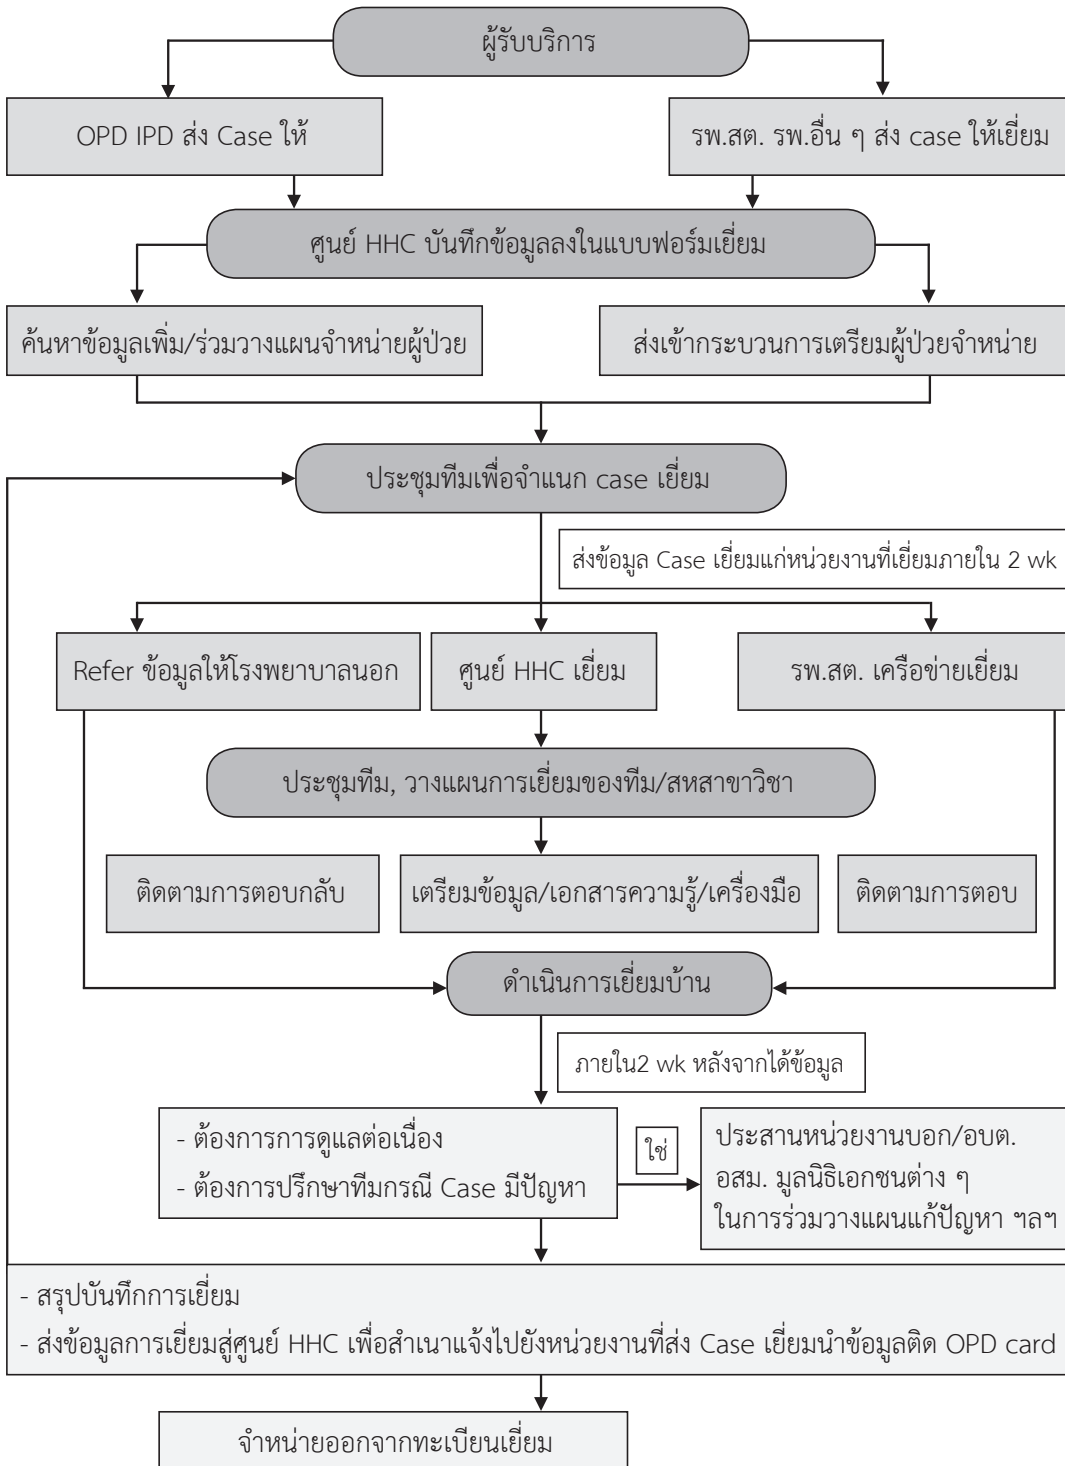 ผู้รับบริการ
OPD IPD ส่ง Case ให้
รพ.สต. รพ.อื่น ๆ ส่ง case ให้เยี่ยม
ศูนย์ HHC บันทึกข้อมูลลงในแบบฟอร์มเยี่ยม
ค้นหาข้อมูลเพิ่ม/ร่วมวางแผนจำหน่ายผู้ป่วย
ส่งเข้ากระบวนการเตรียมผู้ป่วยจำหน่าย
ประชุมทีมเพื่อจำแนก case เยี่ยม
ส่งข้อมูล Case เยี่ยมแก่หน่วยงานที่เยี่ยมภายใน 2 wk
Refer ข้อมูลให้โรงพยาบาลนอก
ศูนย์ HHC เยี่ยม
รพ.สต. เครือข่ายเยี่ยม
ประชุมทีม, วางแผนการเยี่ยมของทีม/สหสาขาวิชา
ติดตามการตอบกลับ
เตรียมข้อมูล/เอกสารความรู้/เครื่องมือ
ติดตามการตอบ
ดำเนินการเยี่ยมบ้าน
ภายใน2 wk หลังจากได้ข้อมูล
- ต้องการการดูแลต่อเนื่อง
- ต้องการปรึกษาทีมกรณี Case มีปัญหา
ใช่
ประสานหน่วยงานบอก/อบต.
อสม. มูลนิธิเอกชนต่าง ๆ
ในการร่วมวางแผนแก้ปัญหา ฯลฯ
- สรุปบันทึกการเยี่ยม
- ส่งข้อมูลการเยี่ยมสู่ศูนย์ HHC เพื่อสำเนาแจ้งไปยังหน่วยงานที่ส่ง Case เยี่ยมนำข้อมูลติด OPD card
จำหน่ายออกจากทะเบียนเยี่ยม